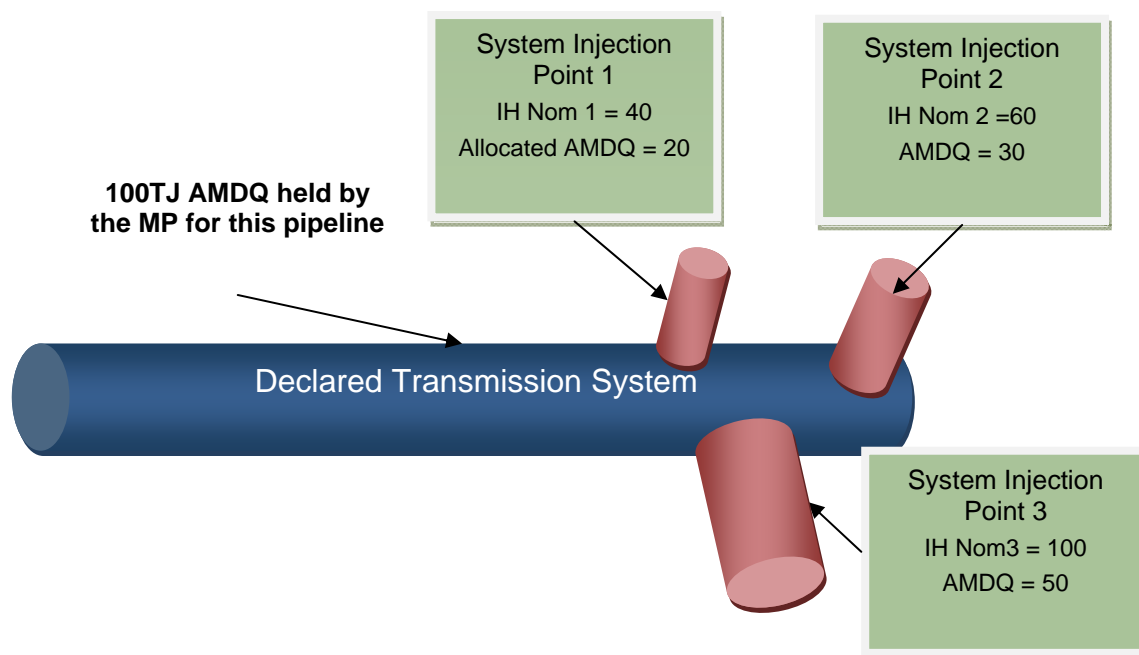 System Injection
Point 1
IH Nom 1 = 40
Allocated AMDQ = 20
System Injection
Point 2
IH Nom 2 =60
AMDQ = 30
100TJ AMDQ held by
the MP for this pipeline
Declared Transmission System
System Injection
Point 3
IH Nom3 = 100
AMDQ = 50